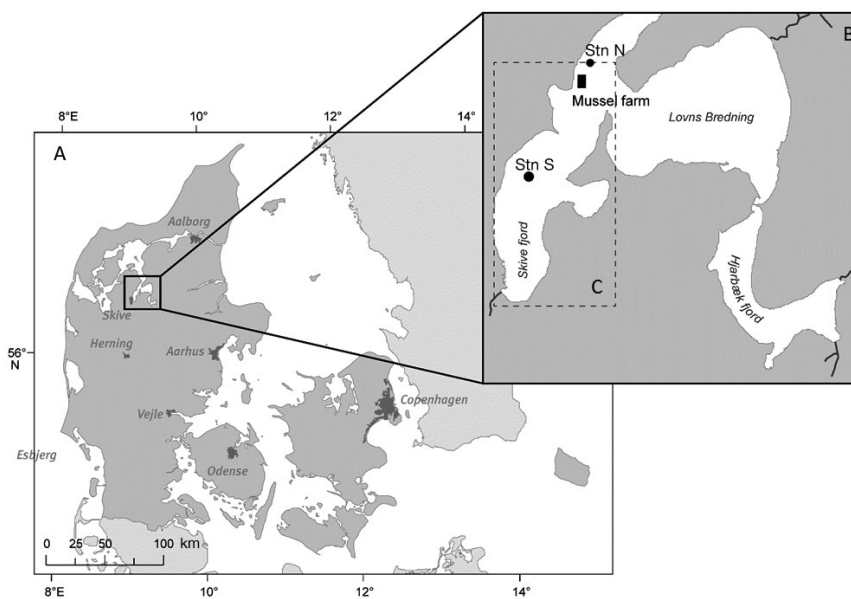 B
Stn N
Mussel farm
Lovns Bredning
Stn S
Skive fjord
Hjarbæk fjord
C
8°E
10°
12°
14°
A
Aalborg
Skive
Herning
Aarhus
56°
N
Vejle
Copenhagen
Esbjerg
Odense
0 25 50 100 km
8°E
10°
12°
14°